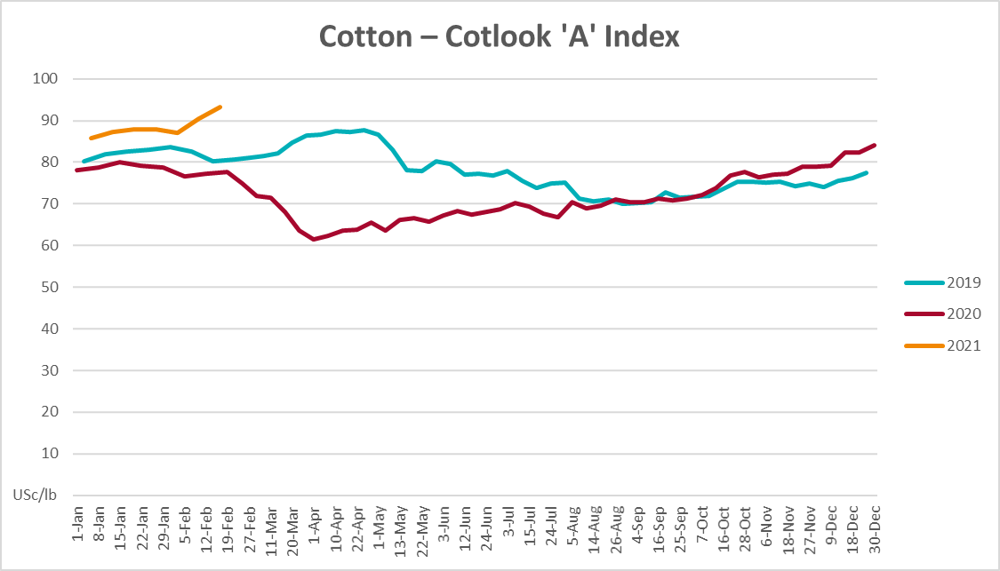 Cotton – Cotlook 'A' Index
100
90
80
70
60
50
40
30
20
10
USc/lb
1-Jan
8-Jan
15-Jan
22-Jan
29-Jan
5-Feb
12-Feb
19-Feb
27-Feb
11-Mar
20-Mar
1-Apr
10-Apr
22-Apr
1-May
13-May
22-May
3-Jun
12-Jun
24-Jun
3-Jul
15-Jul
24-Jul
5-Aug
14-Aug
26-Aug
4-Sep
16-Sep
25-Sep
7-Oct
16-Oct
28-Oct
6-Nov
18-Nov
27-Nov
9-Dec
18-Dec
30-Dec
2019
2020
2021